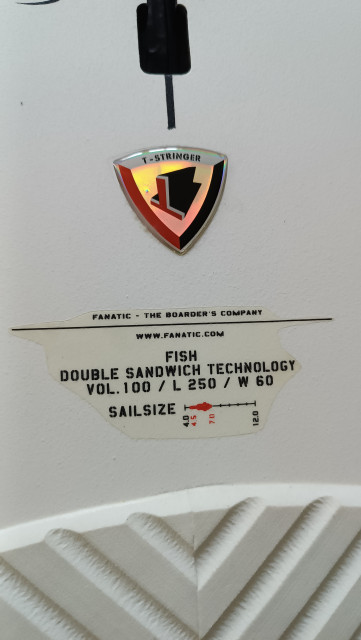 T-STRINGER
FANATIC - THE BOARDER'S COMPANY
WWW.FANATIC.COM
FISH
DOUBLE SANDWICH TECHNOLOGY
VOL.100 / L 250 / W 60
SAILSIZE
4.0 4.5 7.0 12.0